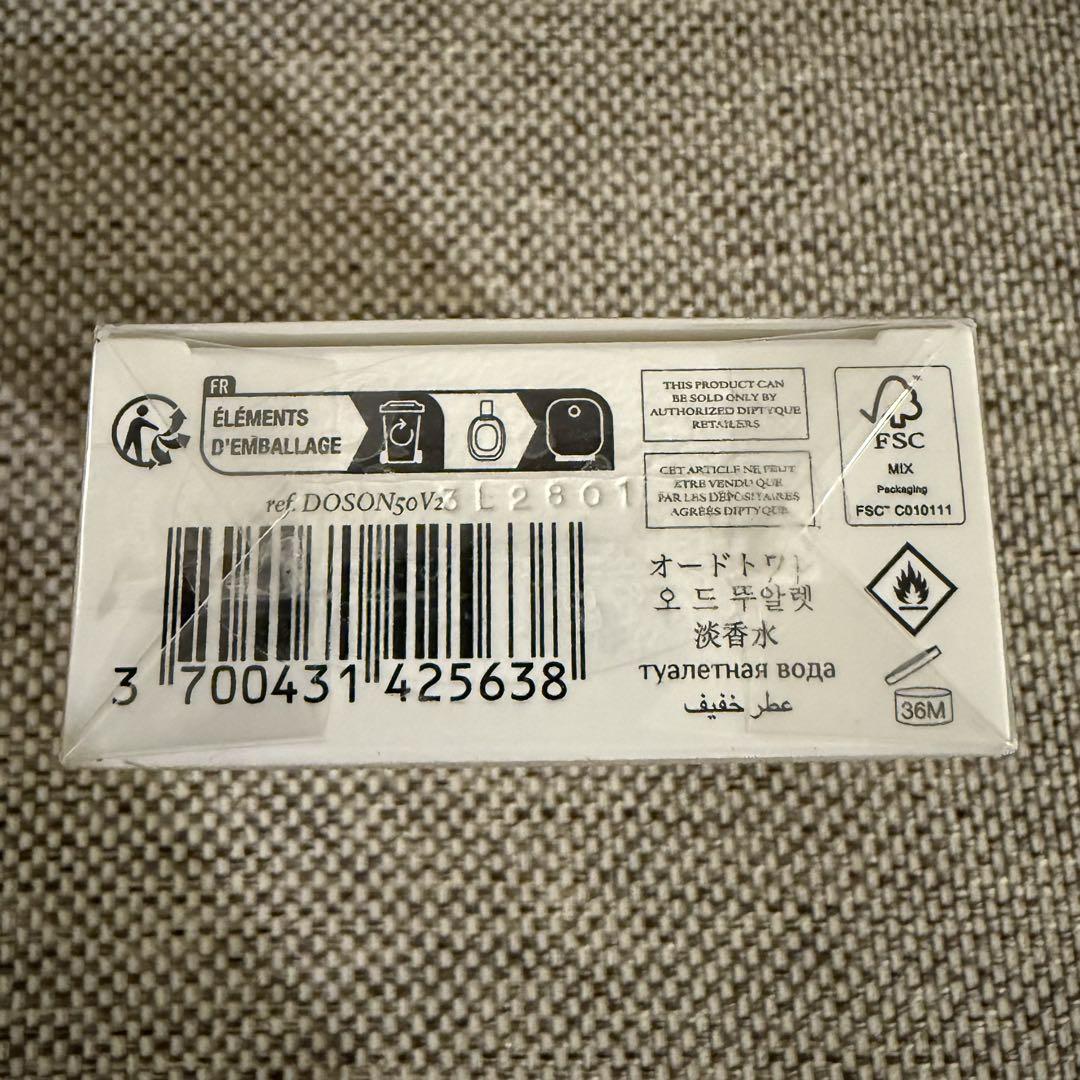 FR
ÉLÉMENTS
D'EMBALLAGE
ref. DOSON50V2
3L2801
3 700431 425638
THIS PRODUCT CAN
BE SOLD ONLY BY
AUTHORIZED DIPTYQUE
RETAILERS
CET ARTICLE NE PEUT
ETRE VENDU QUE
PAR LES DÉPOSITAIRES
AGRÉÉS DIPTYQUE
オードトワレ
오 드 뚜알렛
淡香水
туалетная вода
عطر خفيف
FSC
MIX
Packaging
FSC™ C010111
36M